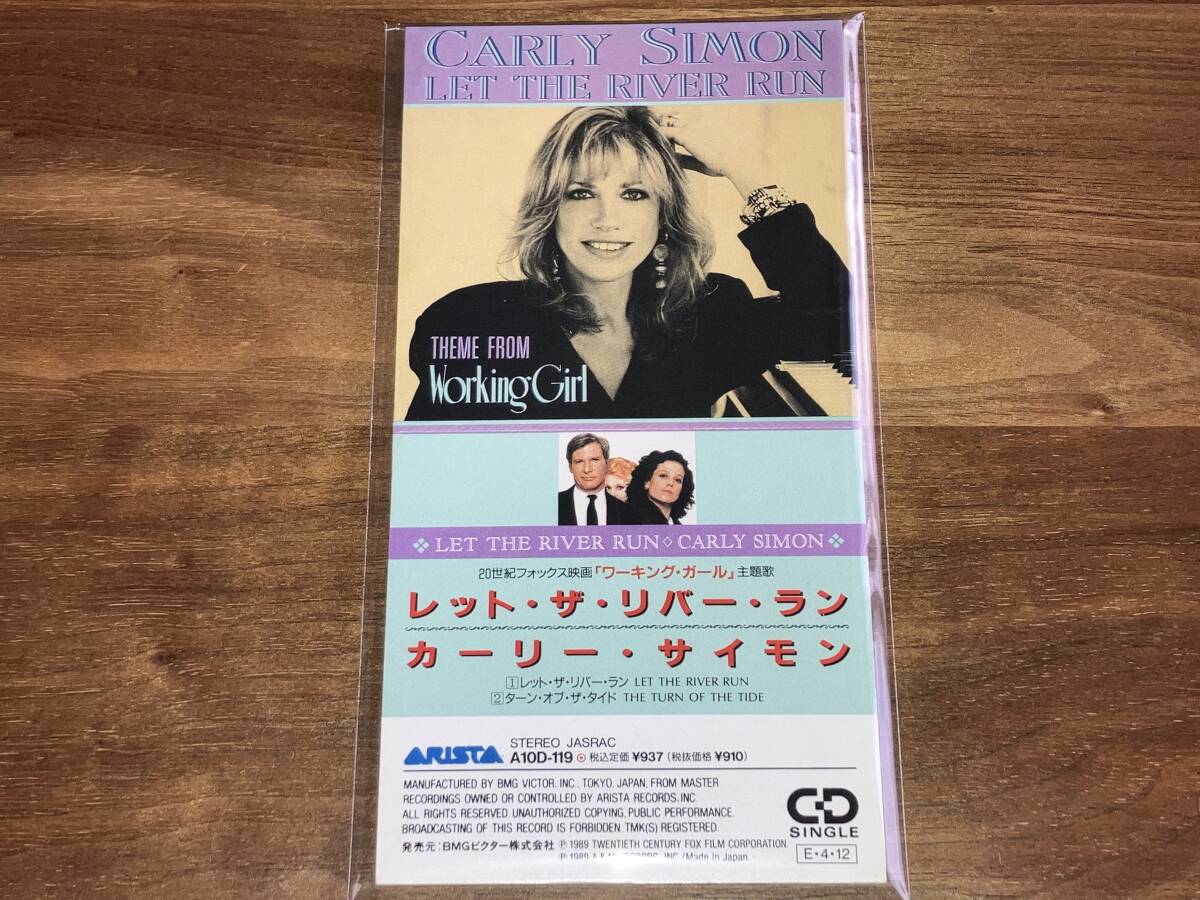 CARLY SIMON
LET THE RIVER RUN
THEME FROM
Working Girl
LET THE RIVER RUN◇CARLY SIMON
20世紀フォックス映画「ワーキング・ガール」主題歌
レット・ザ・リバー・ラン
カーリー・サイモン
1レット・ザ・リバー・ラン LET THE RIVER RUN
2ターン・オブ・ザ・タイド THE TURN OF THE TIDE
ARISTA
STEREO JASRAC
A10D-119 税込定価 ¥937 (税抜価格 ¥910)
MANUFACTURED BY BMG VICTOR. INC., TOKYO. JAPAN, FROM MASTER
RECORDINGS OWNED OR CONTROLLED BY ARISTA RECORDS.INC.
ALL RIGHTS RESERVED. UNAUTHORIZED COPYING, PUBLIC PERFORMANCE.
BROADCASTING OF THIS RECORD IS FORBIDDEN TMK(S) REGISTERED.
発売元:BMGビクター株式会社 ℗ 1989 TWENTIETH CENTURY FOX FILM CORPORATION.
℗ 1989 A & M RECORDS, INC./Made in Japan.
CD
SINGLE
E・4・12